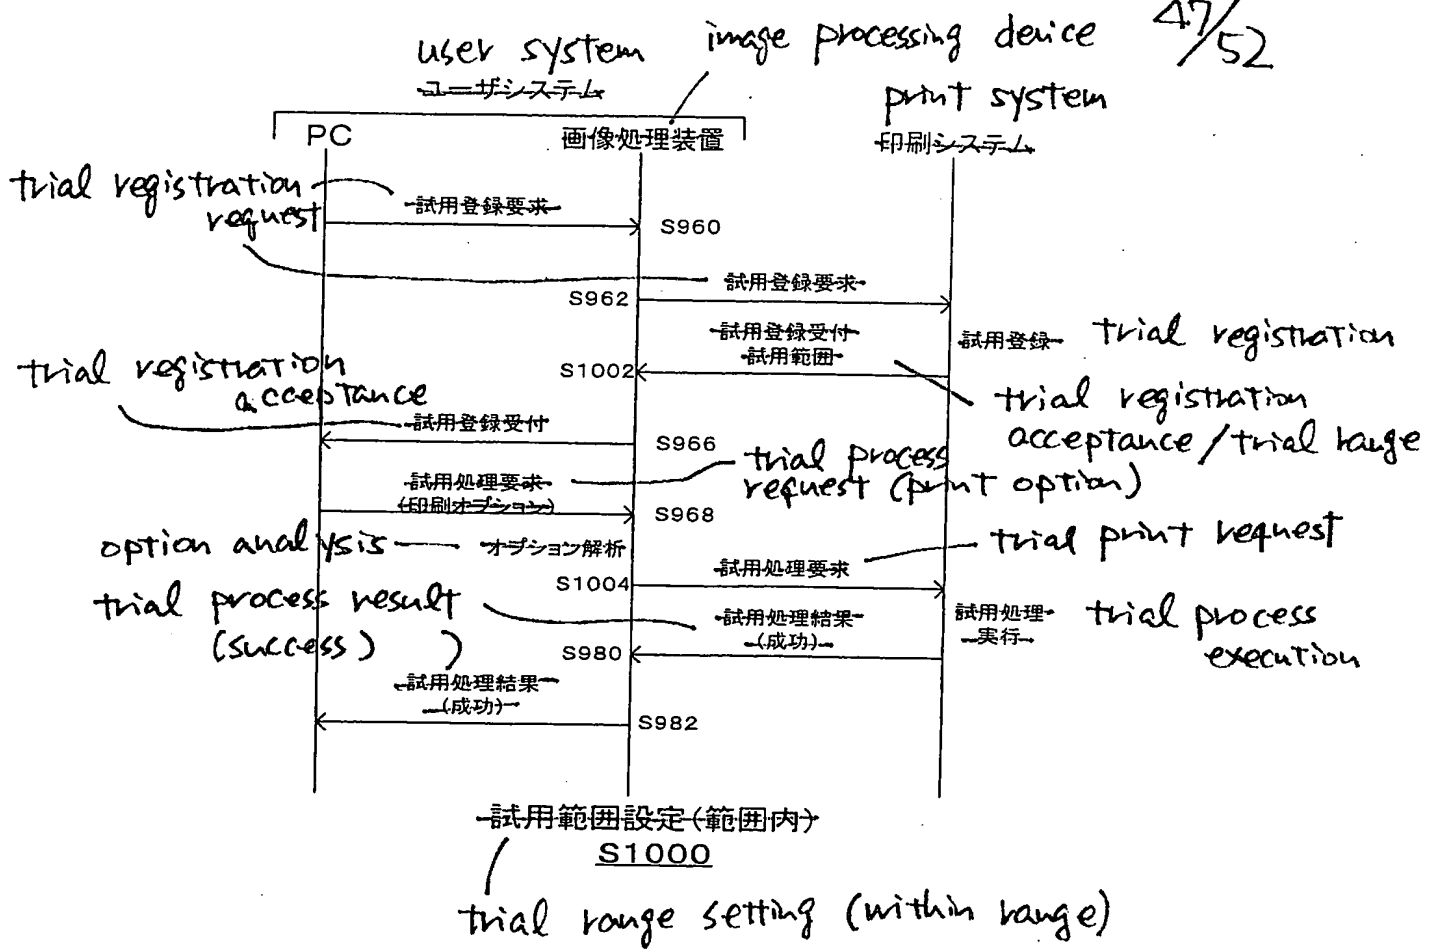 47/52
user system
image processing device
ユーザシステム
print system
PC
画像処理装置
印刷システム
trial registration
request
試用登録要求
S960
試用登録要求
S962
試用登録受付
試用範囲
試用登録
trial registration
S1002
trial registration
acceptance
trial registration
acceptance/trial range
試用登録受付
S966
trial process
request (print option)
試用処理要求
(印刷オプション)
S968
option analysis
オプション解析
trial print request
試用処理要求
S1004
trial process result
(success)
)
試用処理結果
(成功)
試用処理
実行
trial process
execution
S980
試用処理結果
(成功)
S982
試用範囲設定(範囲内)
S1000
trial range setting (within range)